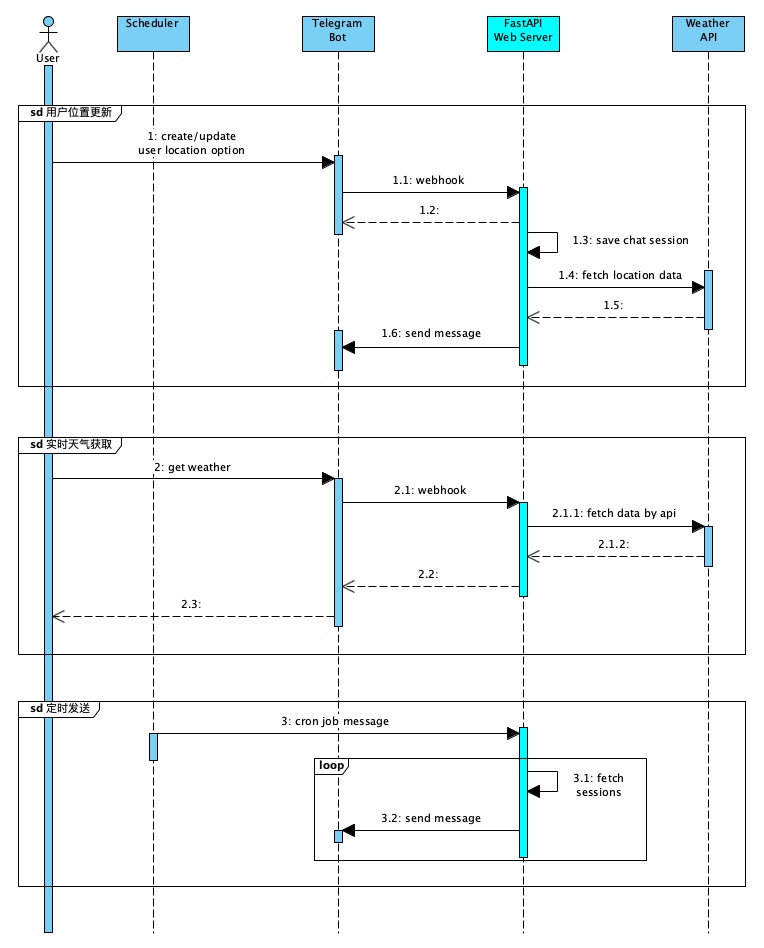 Scheduler
Telegram
Bot
FastAPI
Web Server
Weather
API
User
sd 用户位置更新
1: create/update
user location option
1.1: webhook
1.2:
1.3: save chat session
1.4: fetch location data
1.5:
1.6: send message
sd 实时天气获取
2: get weather
2.1: webhook
2.1.1: fetch data by api
2.1.2:
2.2:
2.3:
sd 定时发送
3: cron job message
loop
3.1: fetch
sessions
3.2: send message